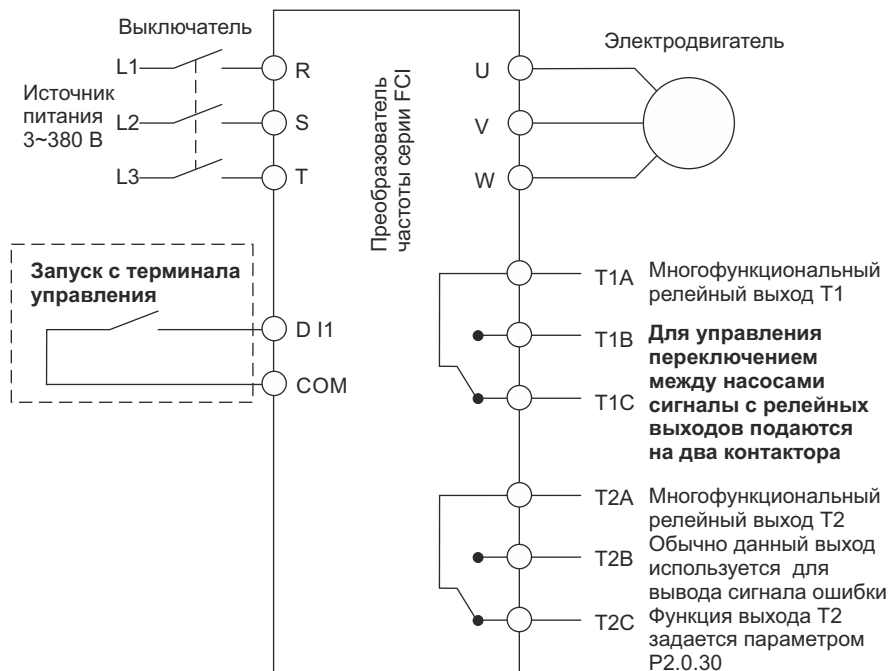 Выключатель
L1
R
Источник
питания
3~380 В
L2
S
L3
T
Преобразователь
частоты серии FCI
Электродвигатель
U
V
W
Запуск с терминала
управления
D I1
COM
T1A
Многофункциональный
релейный выход T1
T1B
Для управления
переключением
между насосами
T1C
сигналы с релейных
выходов подаются
на два контактора
T2A
Многофункциональный
релейный выход T2
T2B
Обычно данный выход
используется для
вывода сигнала ошибки
T2C
Функция выхода T2
задается параметром
P2.0.30